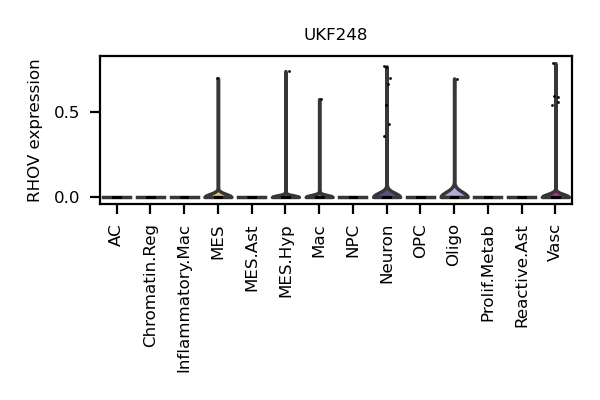 UKF248
RHOV expression
0.5
0.0
AC
Chromatin.Reg
Inflammatory.Mac
MES
MES.Ast
MES.Hyp
Mac
NPC
Neuron
OPC
Oligo
Prolif.Metab
Reactive.Ast
Vasc